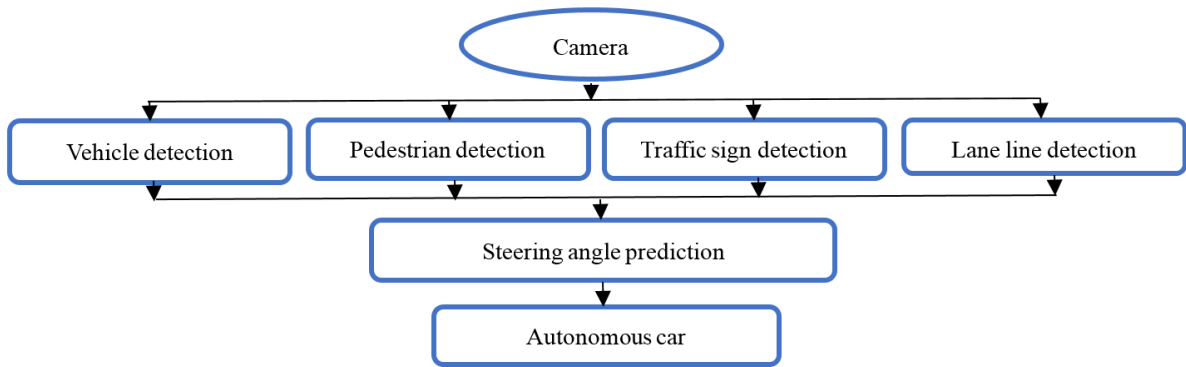 Camera
Vehicle detection
Pedestrian detection
Traffic sign detection
Lane line detection
Steering angle prediction
Autonomous car